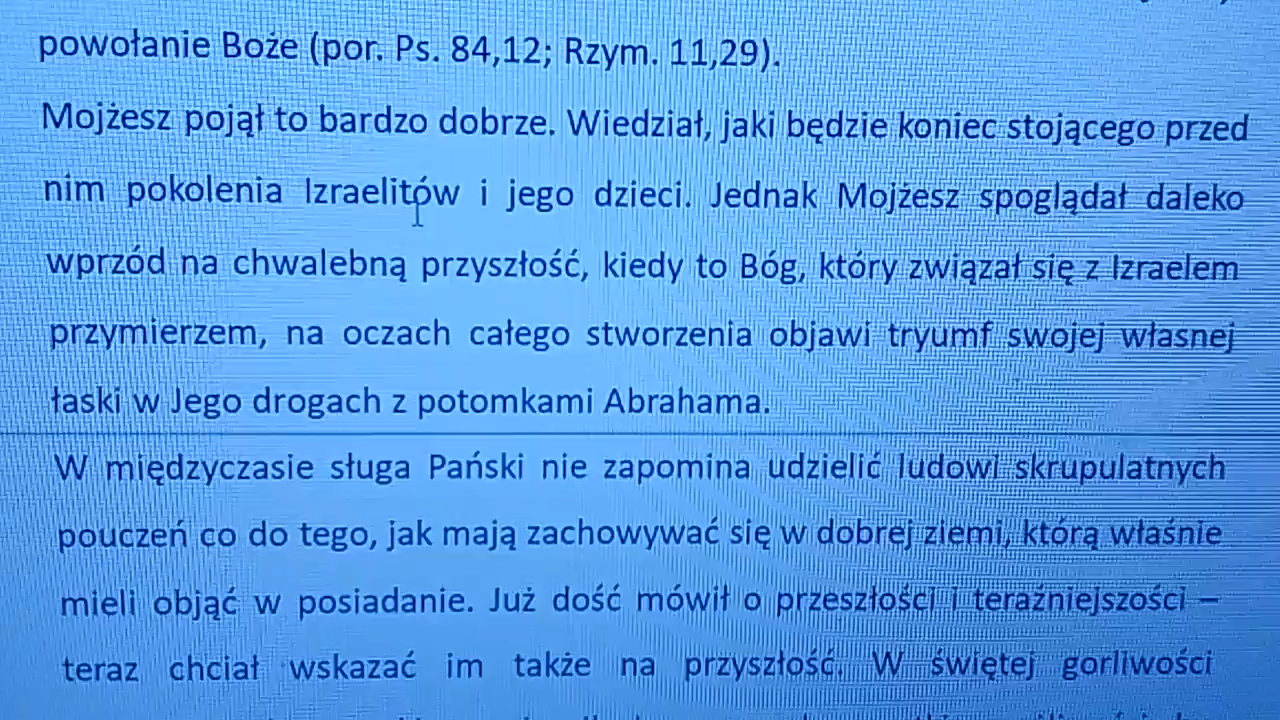 powołanie Boże (por. Ps. 84,12; Rzym. 11,29).
Mojżesz pojął to bardzo dobrze. Wiedział, jaki będzie koniec stojącego przed
nim pokolenia Izraelitów i jego dzieci. Jednak Mojżesz spoglądał daleko
wprzód na chwalebną przyszłość, kiedy to Bóg, który związał się z Izraelem
przymierzem, na oczach całego stworzenia objawi tryumf swojej własnej
łaski w Jego drogach z potomkami Abrahama.
W międzyczasie sługa Pański nie zapomina udzielić ludowi skrupulatnych
pouczeń co do tego, jak mają zachowywać się w dobrej ziemi, którą właśnie
mieli objąć w posiadanie. Już dość mówił o przeszłości i teraźniejszości –
teraz chciał wskazać im także na przyszłość. W świętej gorliwości